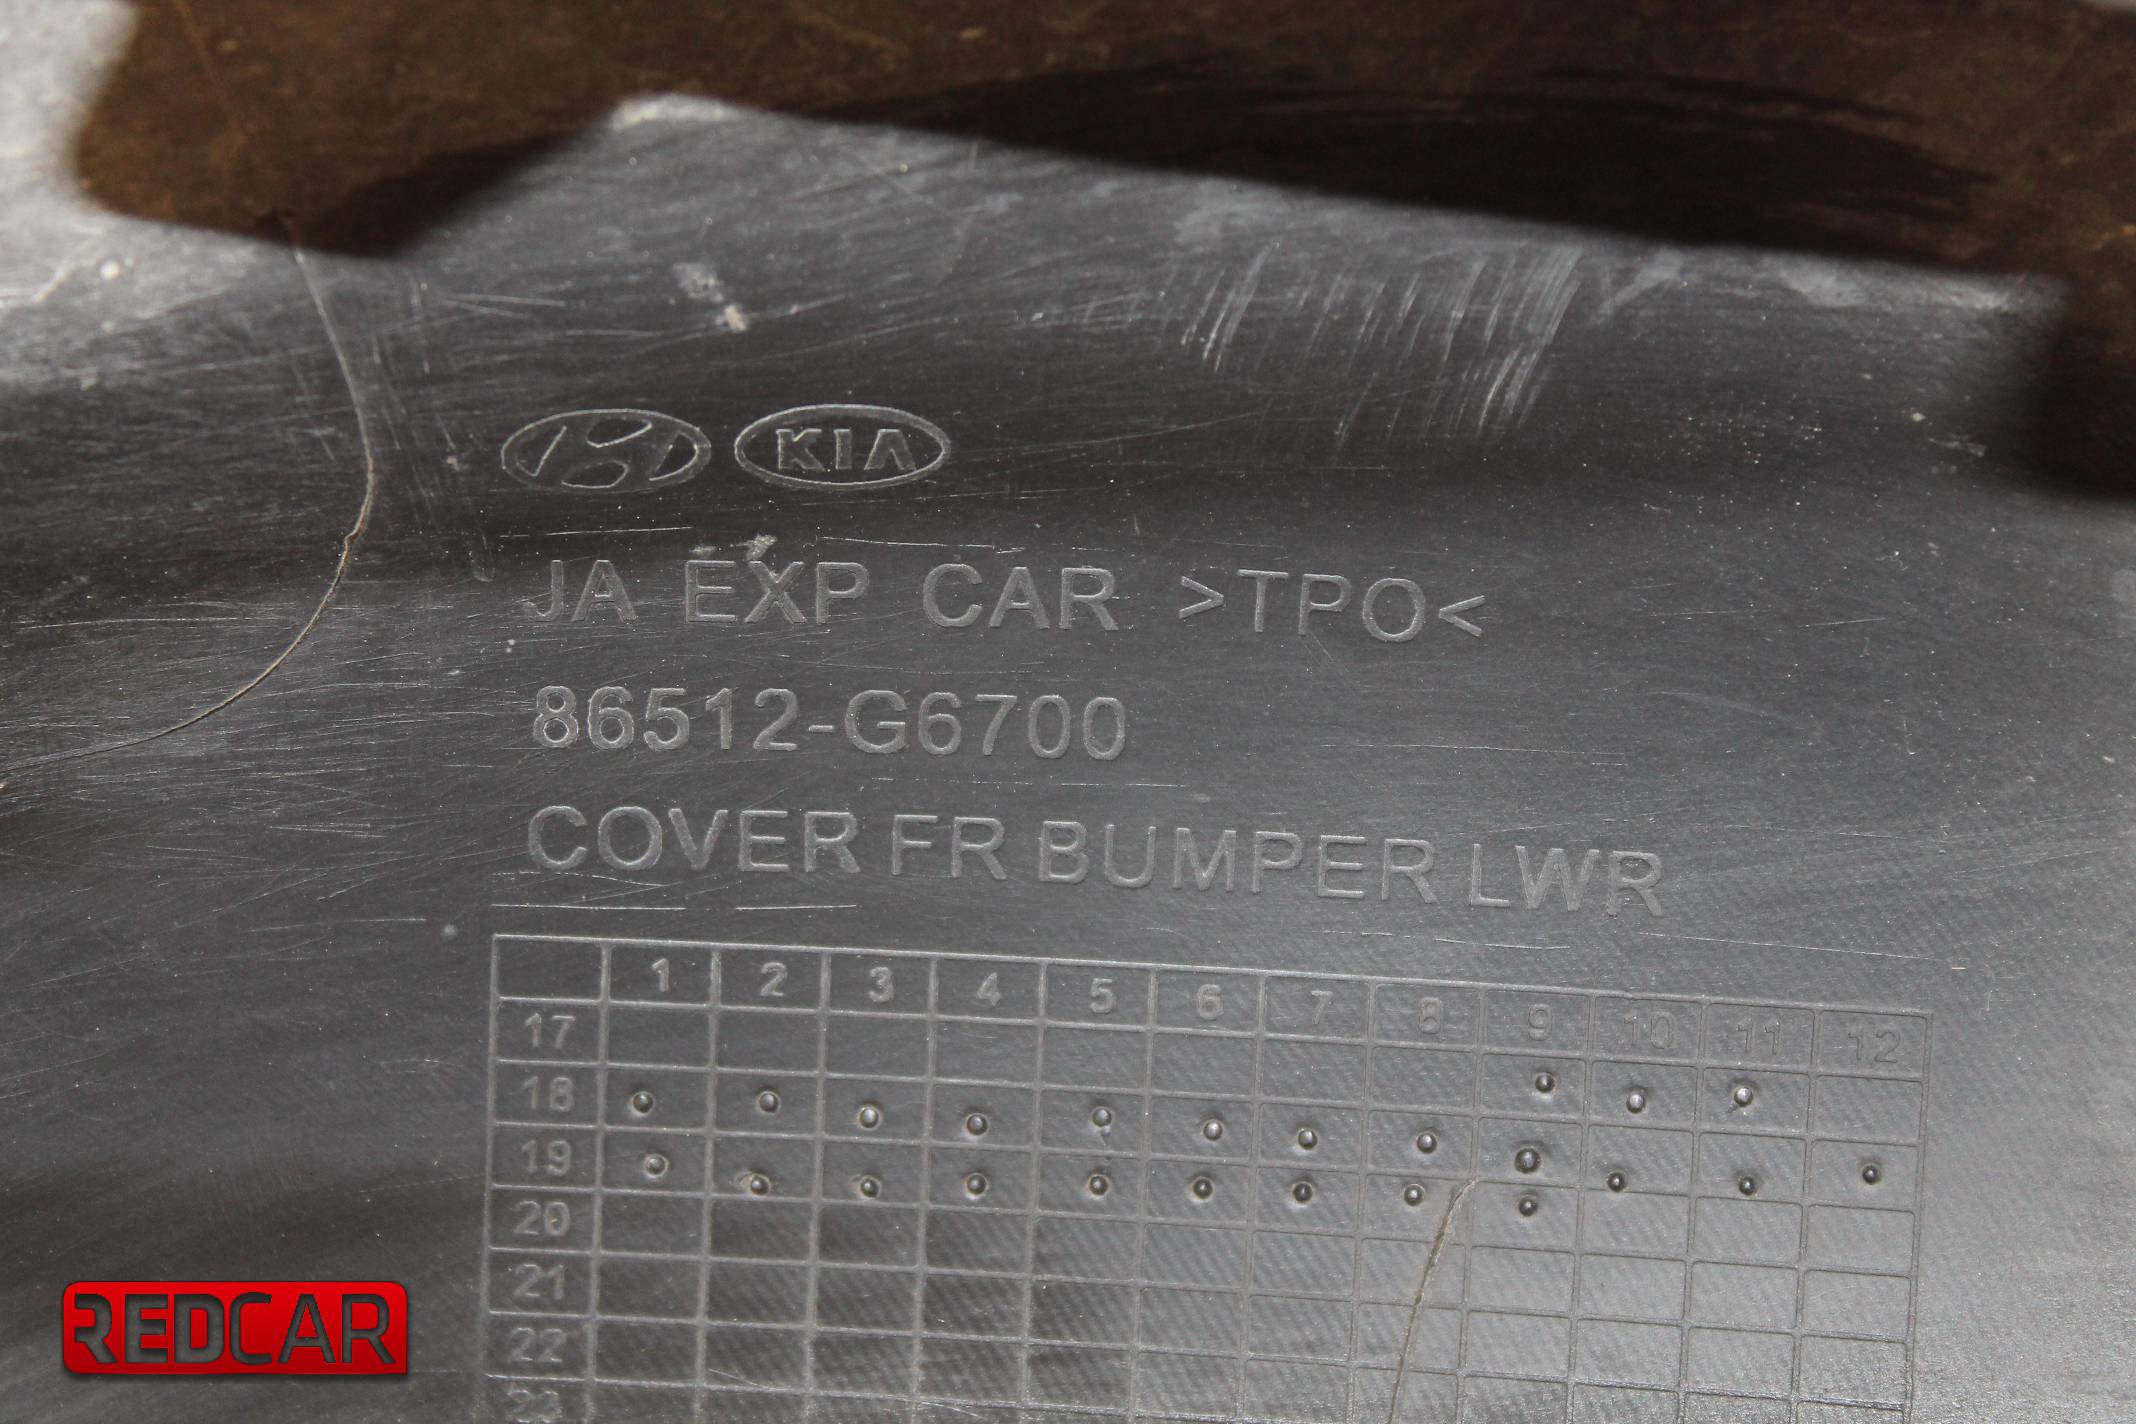 KIA
JA EXP CAR >TPO<
86512-G6700
COVER FR BUMPER LWR
1 2 3 4 5 6 7 8 9 10 11 12
17
18
19
20
21
22
23
REDCAR